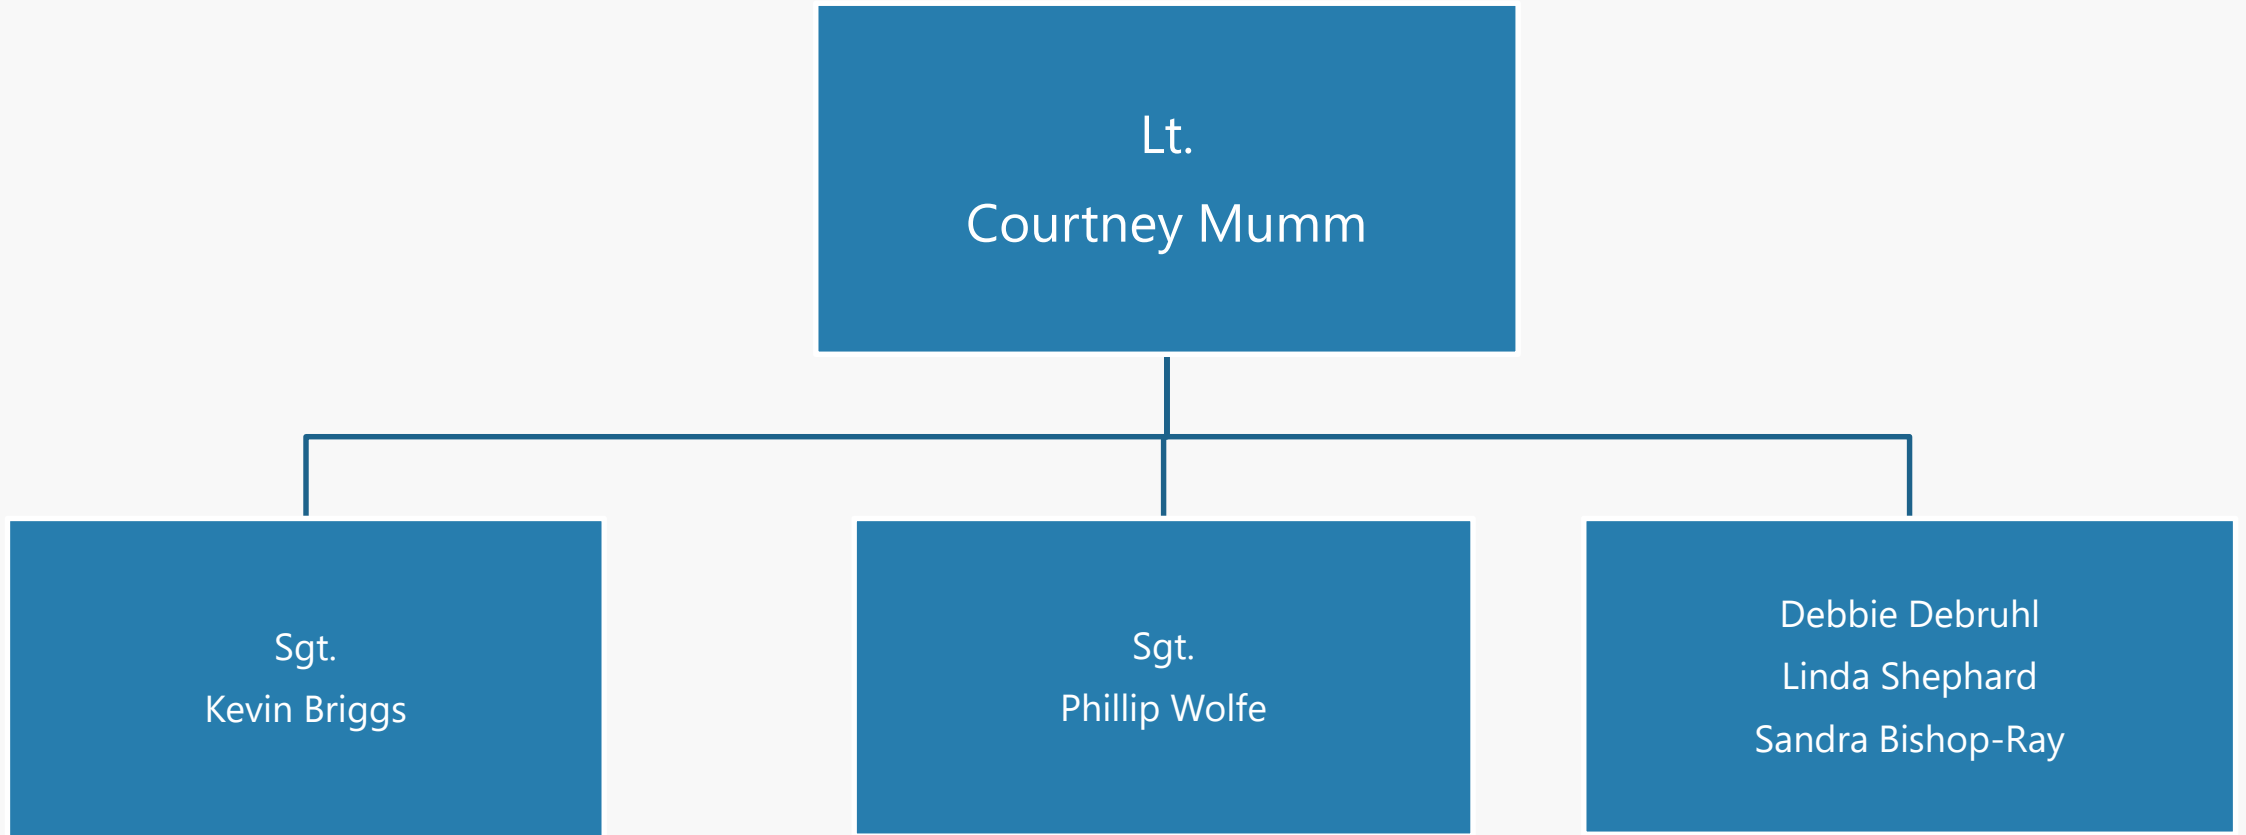 Lt.
Courtney Mumm
Sgt.
Kevin Briggs
Sgt.
Phillip Wolfe
Debbie Debruhl
Linda Shephard
Sandra Bishop-Ray